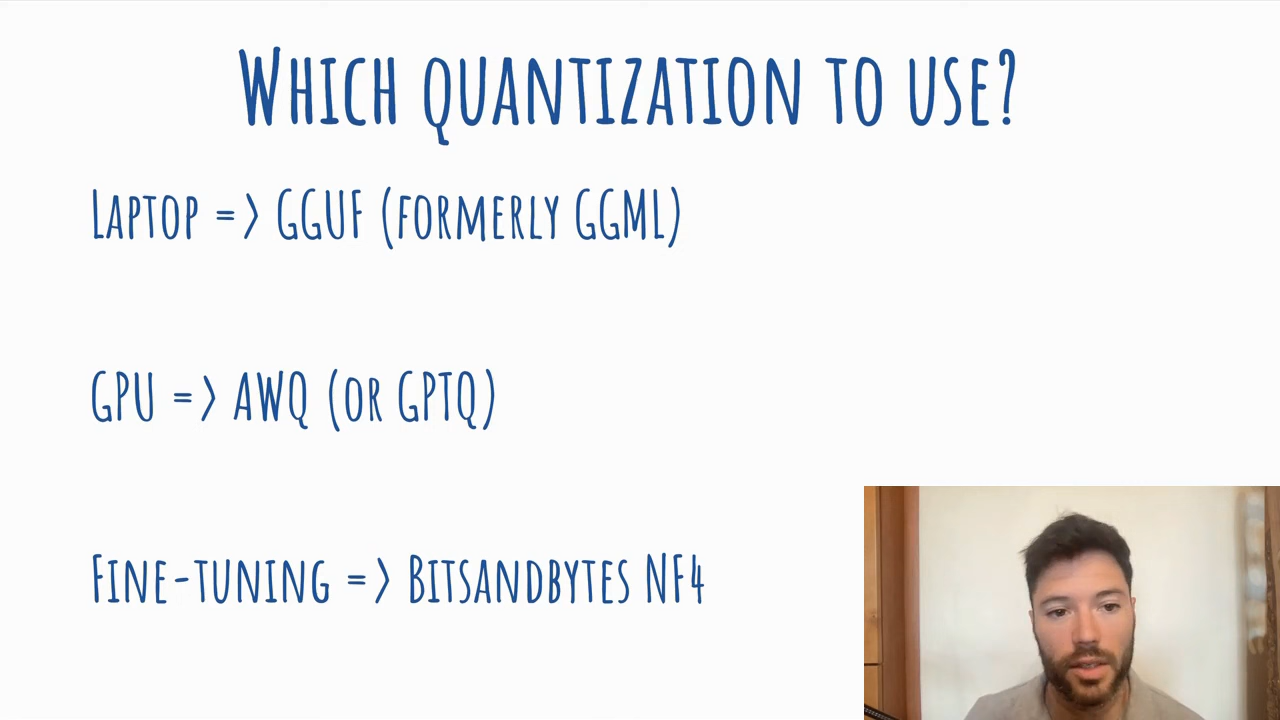 Which quantization to use?
Laptop => GGUF (formerly GGML)
GPU => AWQ (or GPTQ)
Fine-tuning => Bitsandbytes NF4